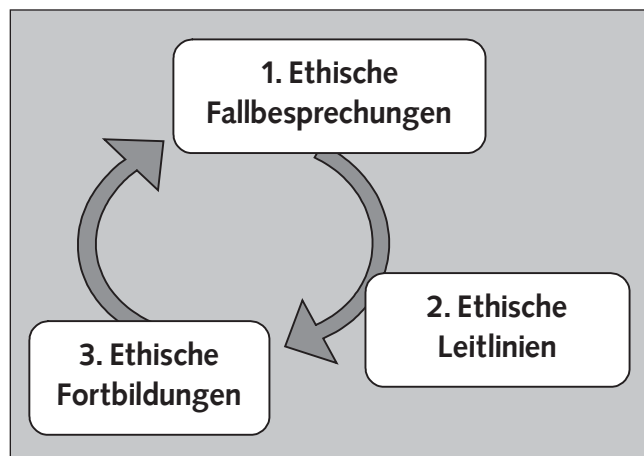 1. Ethische
Fallbesprechungen
2. Ethische
Leitlinien
3. Ethische
Fortbildungen